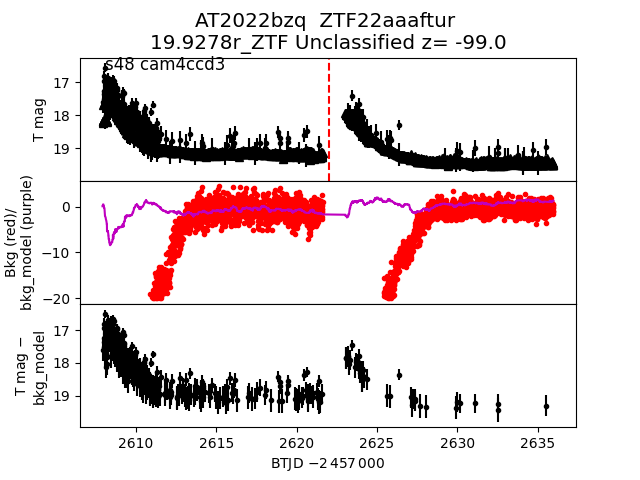 AT2022bzq  ZTF22aaaftur
19.9278r_ZTF Unclassified z= -99.0
s48 cam4ccd3
T mag
17
18
19
Bkg (red)/
bkg_model (purple)
0
−10
−20
T mag −
bkg_model
17
18
19
2610 2615 2620 2625 2630 2635
BTJD −2 457 000